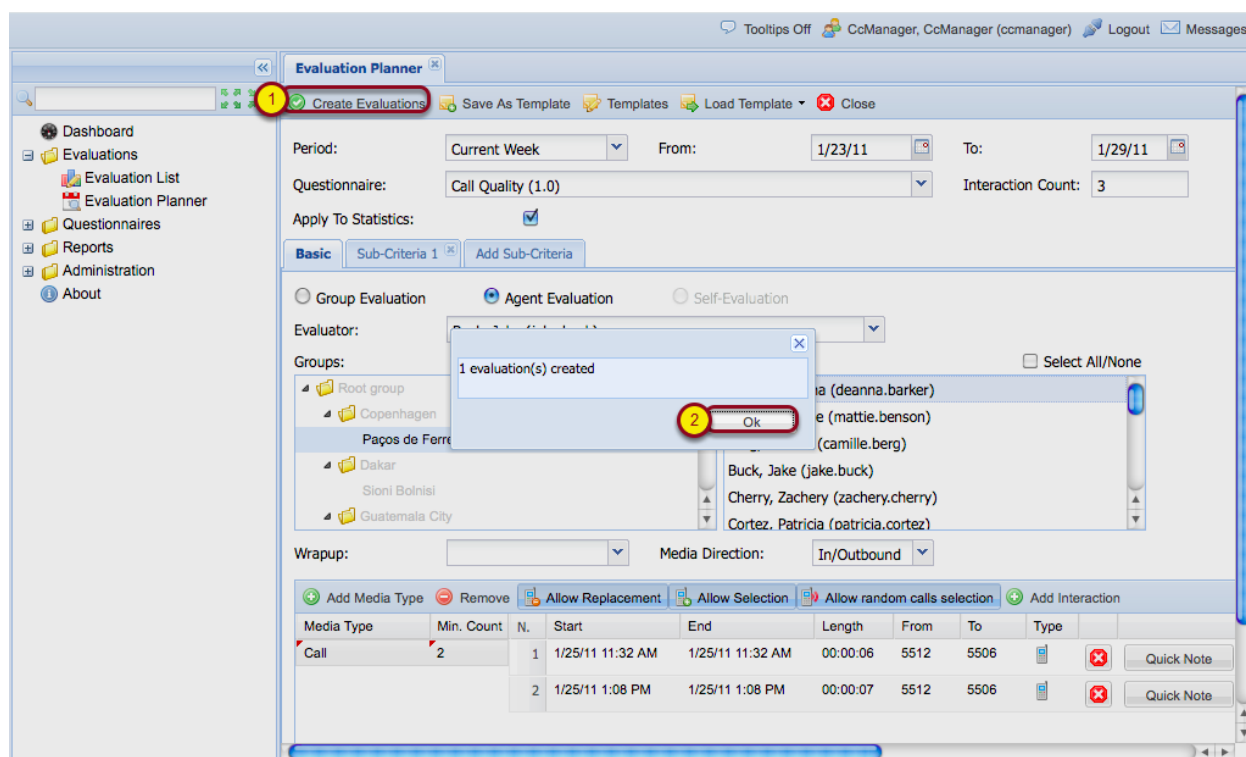 Tooltips Off CcManager, CcManager (ccmanager) Logout Messages
Evaluation Planner
1 Create Evaluations Save As Template Templates Load Template Close
Dashboard
Evaluations
Evaluation List
Evaluation Planner
Questionnaires
Reports
Administration
About
Period: Current Week From: 1/23/11 To: 1/29/11
Questionnaire: Call Quality (1.0) Interaction Count: 3
Apply To Statistics:
Basic Sub-Criteria 1 Add Sub-Criteria
Group Evaluation Agent Evaluation Self-Evaluation
Evaluator:
Groups: Select All/None
1 evaluation(s) created
2 Ok
Root group
Copenhagen
Paços de Ferre
Dakar
Sioni Bolnisi
Guatemala City
(deanna.barker)
(mattie.benson)
(camille.berg)
Buck, Jake (jake.buck)
Cherry, Zachery (zachery.cherry)
Cortez, Patricia (patricia.cortez)
Wrapup: Media Direction: In/Outbound
Add Media Type Remove Allow Replacement Allow Selection Allow random calls selection Add Interaction
Media Type Min. Count N. Start End Length From To Type
Call 2 1 1/25/11 11:32 AM 1/25/11 11:32 AM 00:00:06 5512 5506 Quick Note
2 1/25/11 1:08 PM 1/25/11 1:08 PM 00:00:07 5512 5506 Quick Note